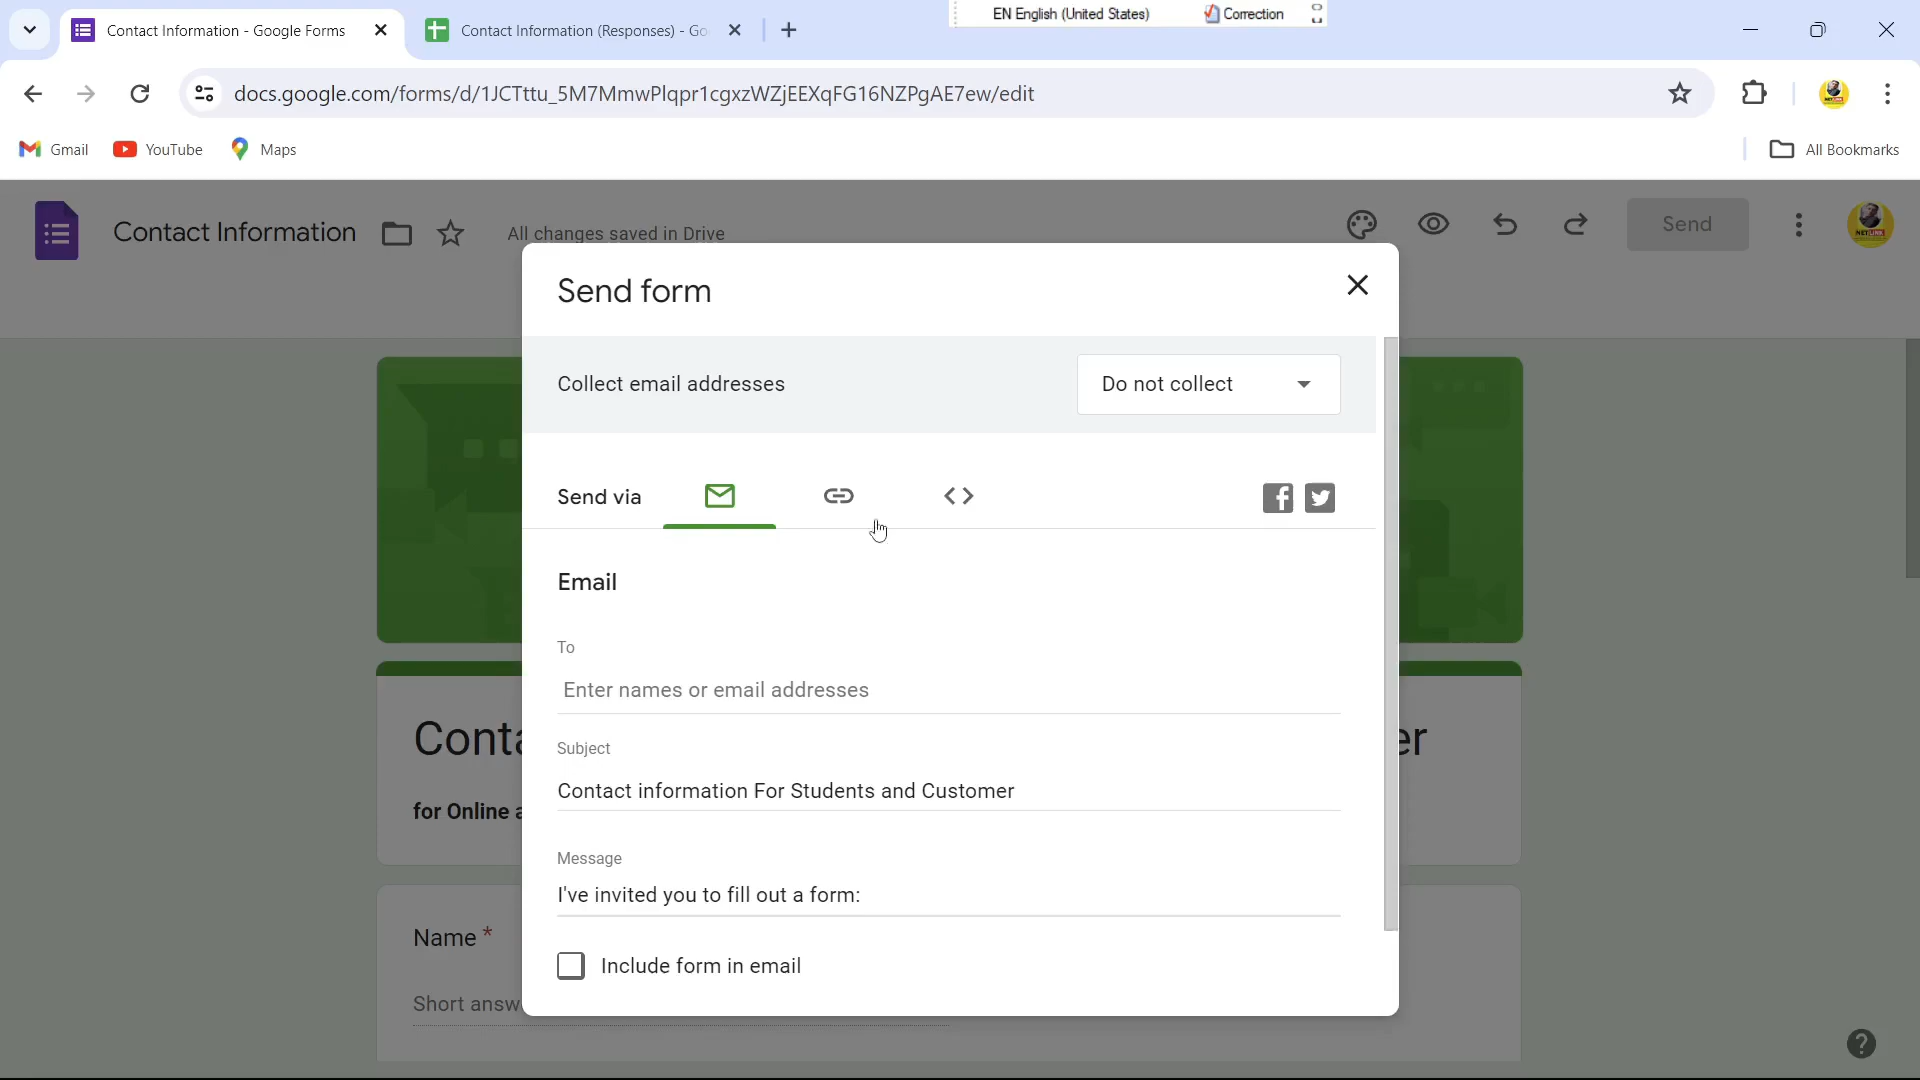 Contact Information - Google Forms
Contact Information (Responses) - Go
EN English (United States)
Correction
docs.google.com/forms/d/1JCTttu_5M7MmwPlqpr1cgxzWZjEEXqFG16NZPgAE7ew/edit
Gmail
YouTube
Maps
All Bookmarks
Contact Information
All changes saved in Drive
Send
Send form
Collect email addresses
Do not collect
Send via
Email
To
Enter names or email addresses
Subject
Contact information For Students and Customer
Conta
er
for Online a
Message
I've invited you to fill out a form:
Name *
Include form in email
Short answ